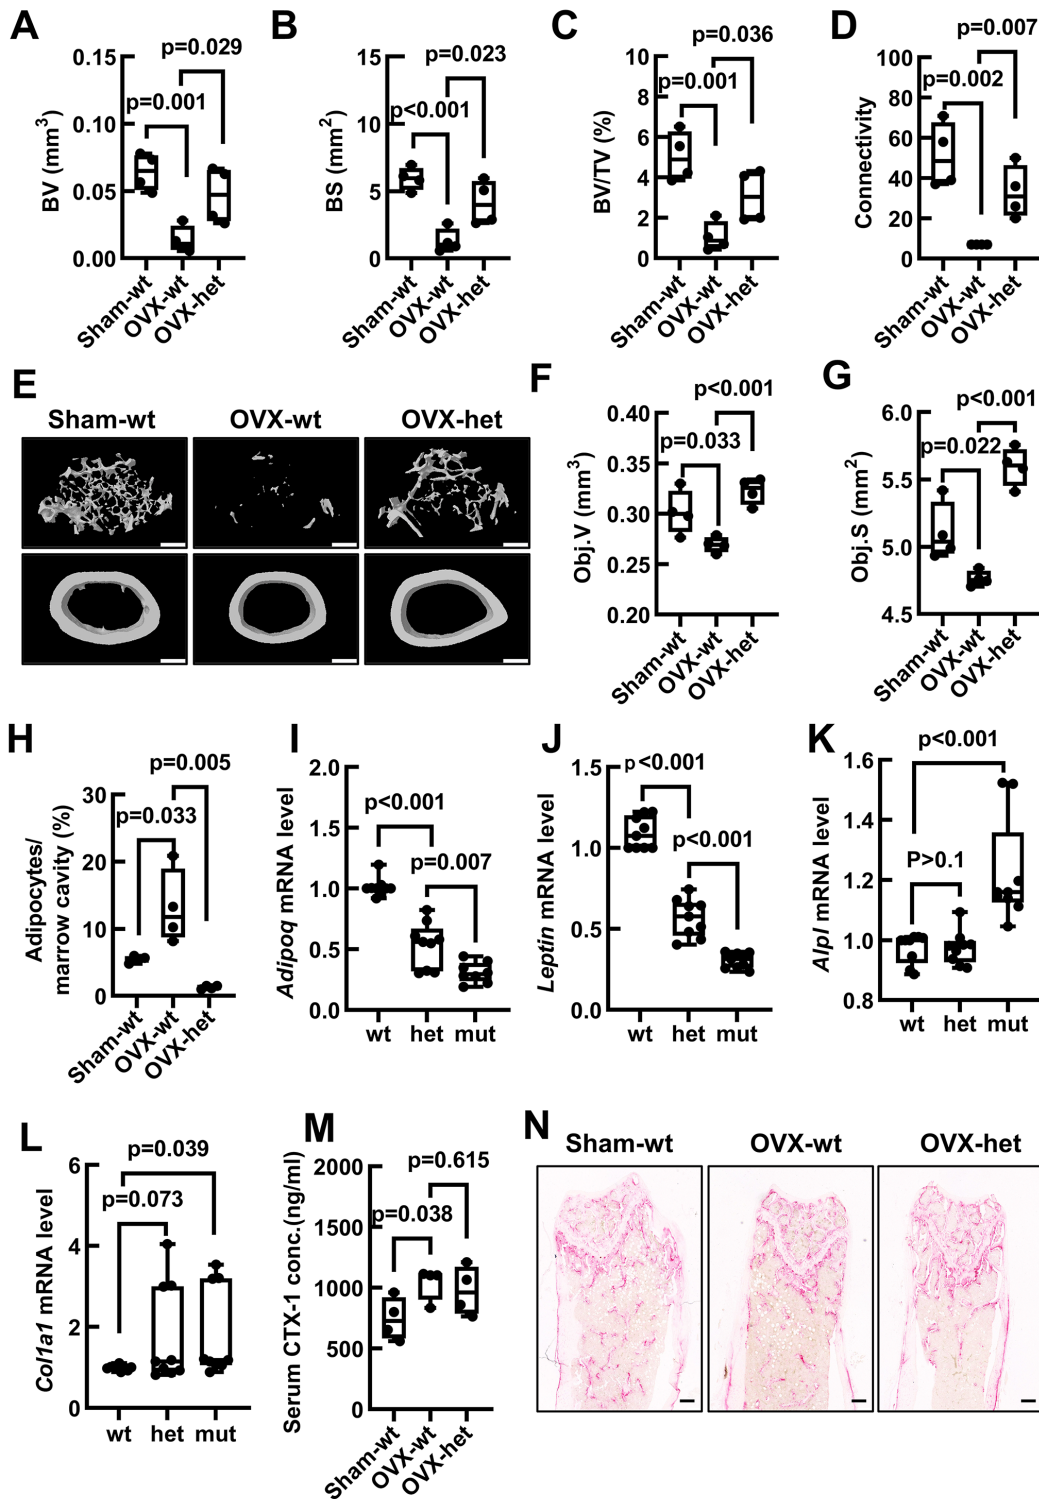 A
p=0.029
p=0.001
BV (mm³)
0.15
0.10
0.05
0.00
Sham-wt
OVX-wt
OVX-het
B
p=0.023
p<0.001
BS (mm²)
15
10
5
0
Sham-wt
OVX-wt
OVX-het
C
p=0.036
p=0.001
BV/TV (%)
10
8
6
4
2
0
Sham-wt
OVX-wt
OVX-het
D
p=0.007
p=0.002
Connectivity
100
80
60
40
20
0
Sham-wt
OVX-wt
OVX-het
E
Sham-wt OVX-wt OVX-het
F
p<0.001
p=0.033
Obj.V (mm³)
0.40
0.35
0.30
0.25
0.20
Sham-wt
OVX-wt
OVX-het
G
p<0.001
p=0.022
Obj.S (mm²)
6.0
5.5
5.0
4.5
Sham-wt
OVX-wt
OVX-het
H
p=0.005
p=0.033
Adipocytes/
marrow cavity (%)
30
20
10
0
Sham-wt
OVX-wt
OVX-het
I
p<0.001
p=0.007
Adipoq mRNA level
2.0
1.5
1.0
0.5
0.0
wt het mut
J
p<0.001
p<0.001
Leptin mRNA level
1.5
1.0
0.5
0.0
wt het mut
K
p<0.001
P>0.1
Alpl mRNA level
1.6
1.4
1.2
1.0
0.8
wt het mut
L
p=0.039
p=0.073
Col1a1 mRNA level
6
4
2
0
wt het mut
M
p=0.615
p=0.038
Serum CTX-1 conc.(ng/ml)
2000
1500
1000
500
0
Sham-wt
OVX-wt
OVX-het
N
Sham-wt OVX-wt OVX-het